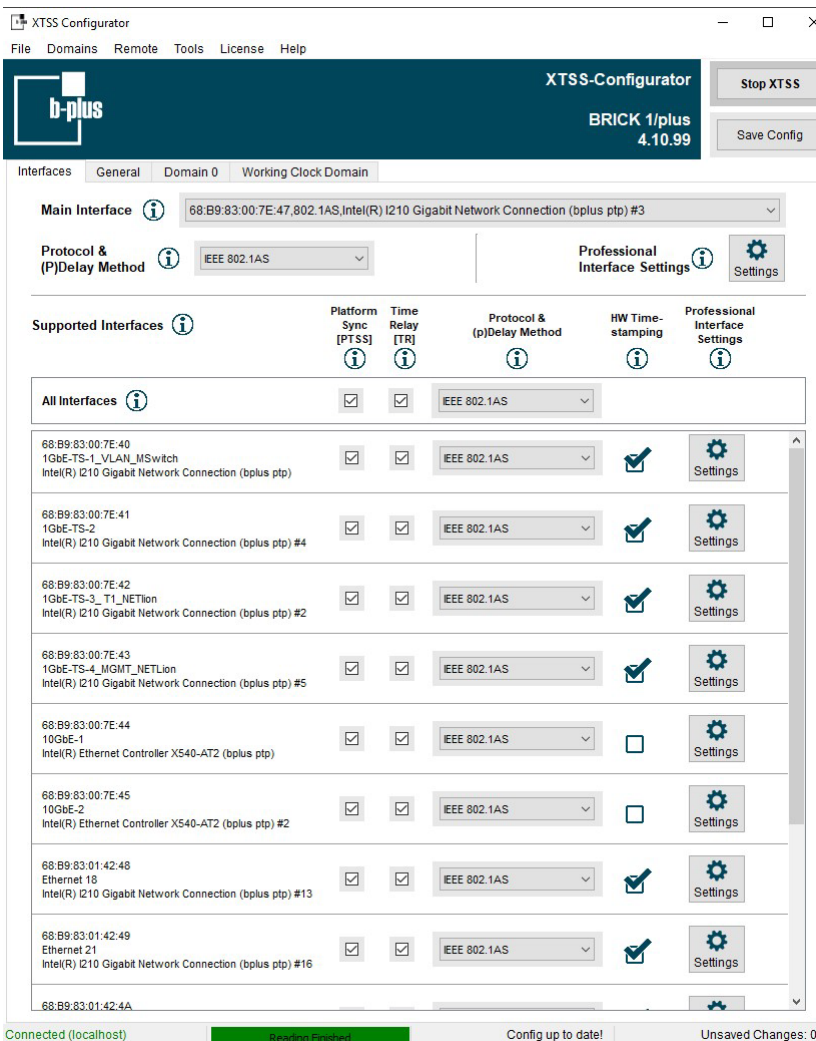 XTSS Configurator
File Domains Remote Tools License Help
b-plus
XTSS-Configurator
BRICK 1/plus
4.10.99
Stop XTSS
Save Config
Interfaces General Domain 0 Working Clock Domain
Main Interface
68:B9:83:00:7E:47,802.1AS,Intel(R) I210 Gigabit Network Connection (bplus ptp) #3
Protocol &
(P)Delay Method
IEEE 802.1AS
Professional
Interface Settings
Settings
Supported Interfaces
Platform
Sync
[PTSS]
Time
Relay
[TR]
Protocol &
(p)Delay Method
HW Time-
stamping
Professional
Interface
Settings
All Interfaces
IEEE 802.1AS
68:B9:83:00:7E:40
1GbE-TS-1_VLAN_MSwitch
Intel(R) I210 Gigabit Network Connection (bplus ptp)
IEEE 802.1AS
Settings
68:B9:83:00:7E:41
1GbE-TS-2
Intel(R) I210 Gigabit Network Connection (bplus ptp) #4
IEEE 802.1AS
Settings
68:B9:83:00:7E:42
1GbE-TS-3_ T1_NETlion
Intel(R) I210 Gigabit Network Connection (bplus ptp) #2
IEEE 802.1AS
Settings
68:B9:83:00:7E:43
1GbE-TS-4_MGMT_NETLion
Intel(R) I210 Gigabit Network Connection (bplus ptp) #5
IEEE 802.1AS
Settings
68:B9:83:00:7E:44
10GbE-1
Intel(R) Ethernet Controller X540-AT2 (bplus ptp)
IEEE 802.1AS
Settings
68:B9:83:00:7E:45
10GbE-2
Intel(R) Ethernet Controller X540-AT2 (bplus ptp) #2
IEEE 802.1AS
Settings
68:B9:83:01:42:48
Ethernet 18
Intel(R) I210 Gigabit Network Connection (bplus ptp) #13
IEEE 802.1AS
Settings
68:B9:83:01:42:49
Ethernet 21
Intel(R) I210 Gigabit Network Connection (bplus ptp) #16
IEEE 802.1AS
Settings
68:B9:83:01:42:4A
Connected (localhost)
Reading Finished
Config up to date!
Unsaved Changes: 0